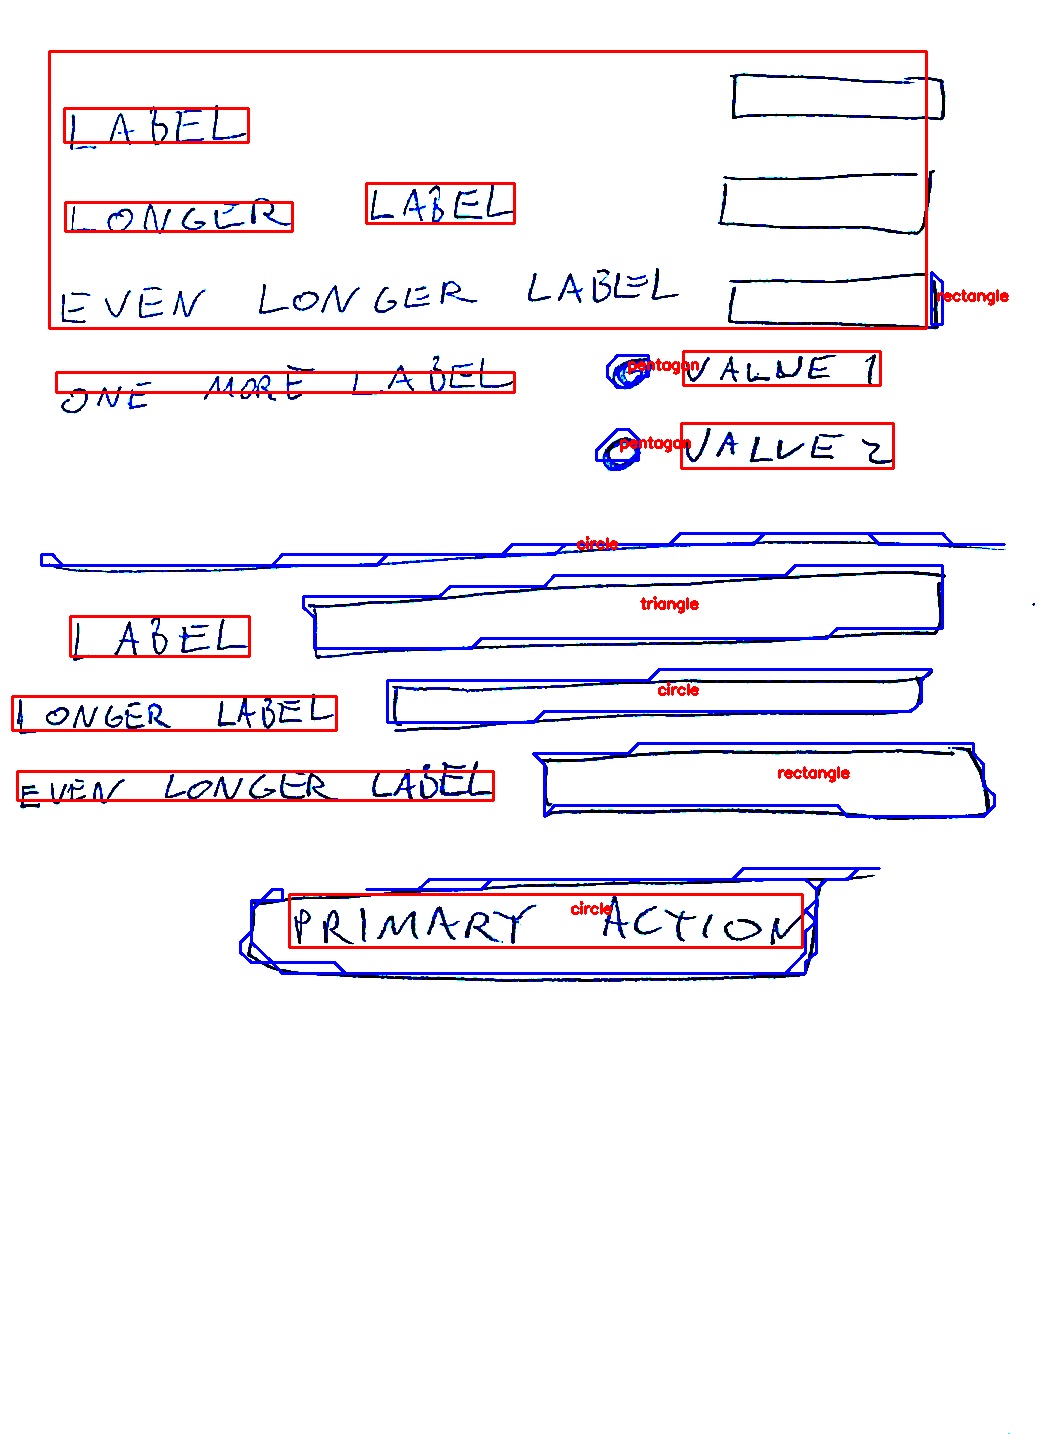 LABEL
LONGER LABEL
EVEN LONGER LABEL
rectangle
ONE MORE LABEL
pentagon
VALUE 1
pentagon
VALVE 2
circle
triangle
LABEL
circle
LONGER LABEL
rectangle
EVEN LONGER LABEL
circle
PRIMARY ACTION